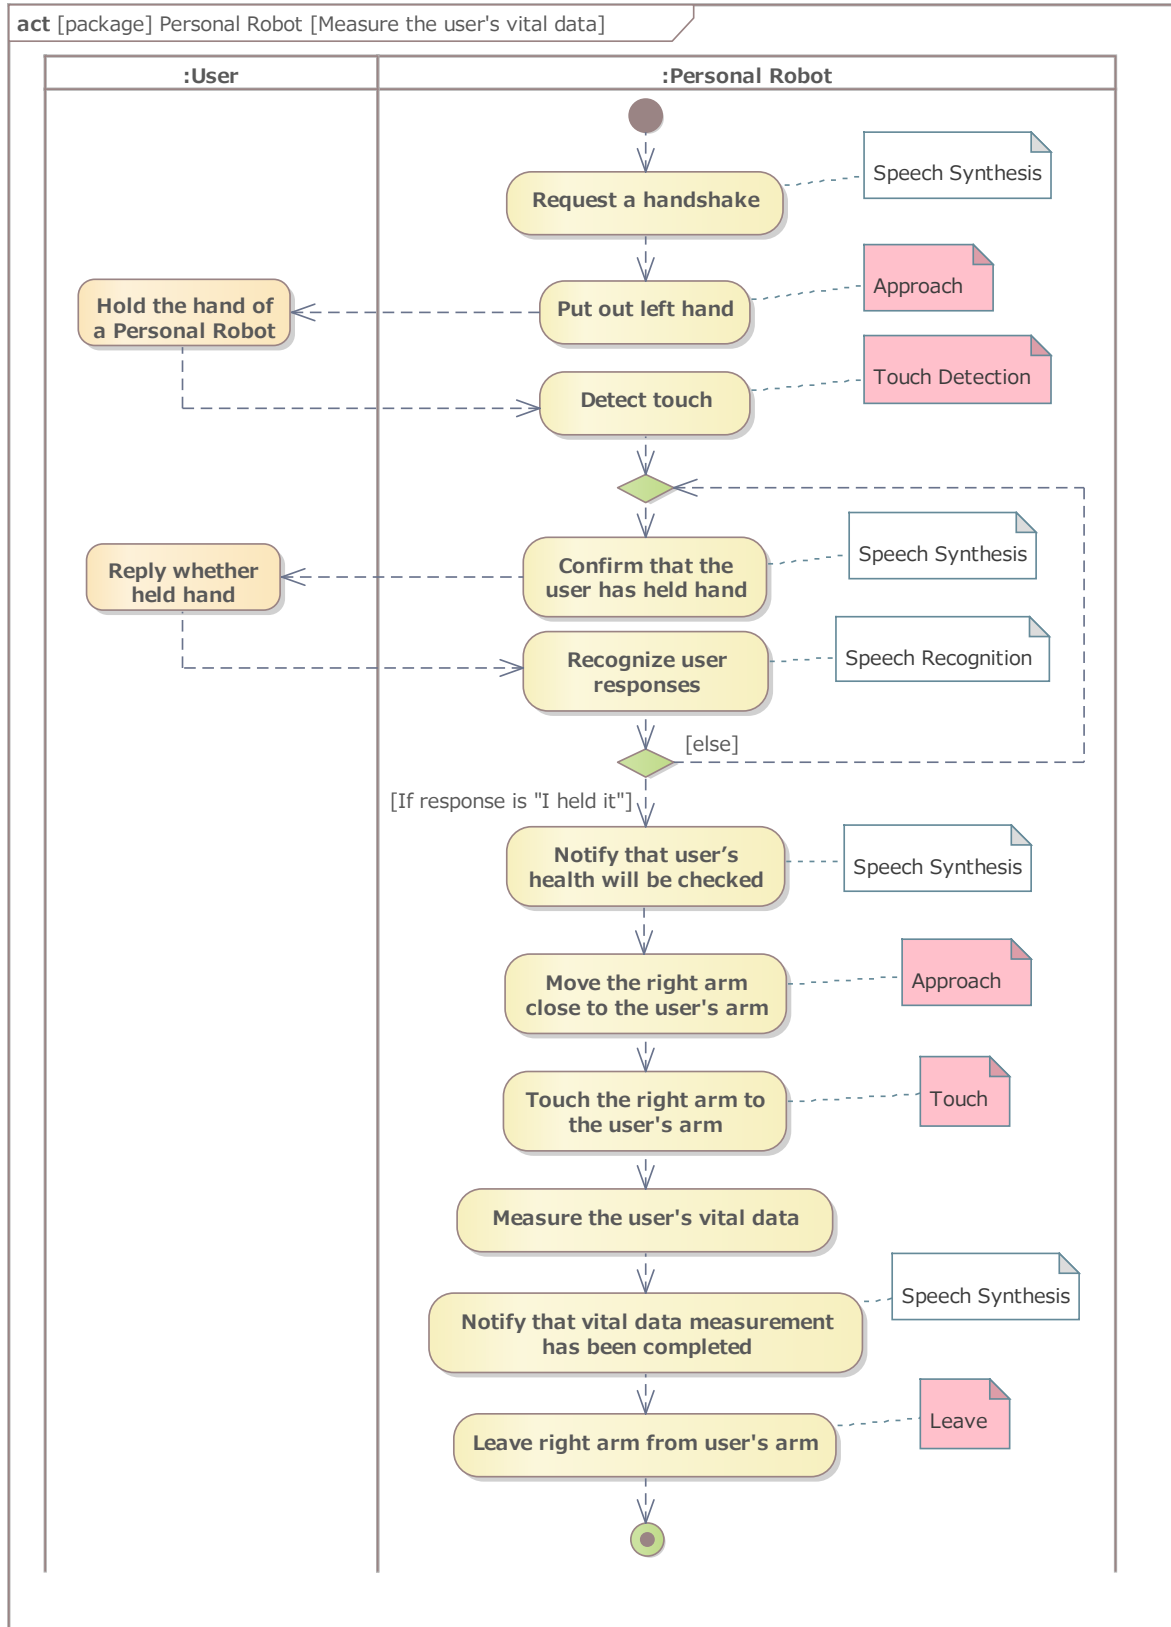 act [package] Personal Robot [Measure the user's vital data]
:User
:Personal Robot
Request a handshake
Speech Synthesis
Put out left hand
Approach
Hold the hand of
a Personal Robot
Detect touch
Touch Detection
Confirm that the
user has held hand
Speech Synthesis
Reply whether
held hand
Recognize user
responses
Speech Recognition
[else]
[If response is "I held it"]
Notify that user’s
health will be checked
Speech Synthesis
Move the right arm
close to the user's arm
Approach
Touch the right arm to
the user's arm
Touch
Measure the user's vital data
Notify that vital data measurement
has been completed
Speech Synthesis
Leave right arm from user's arm
Leave